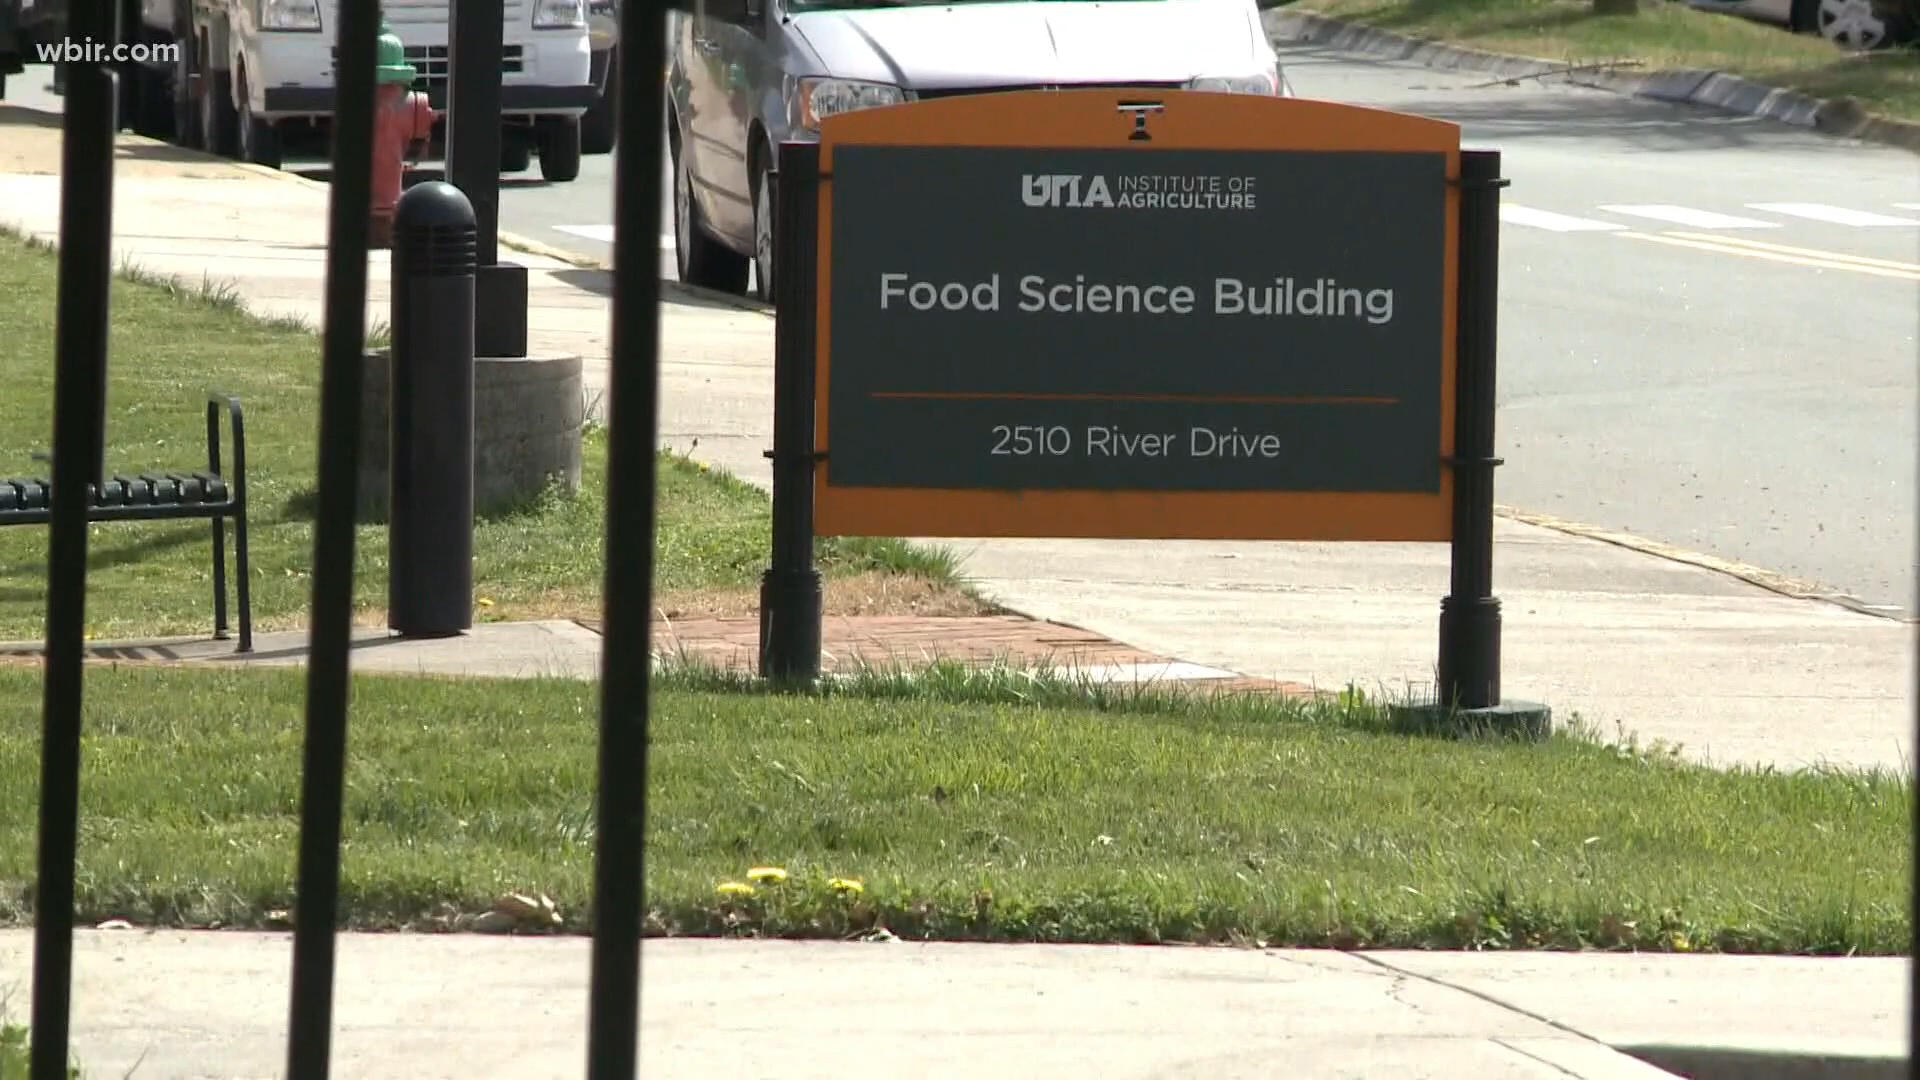 wbir.com
T
UTIA INSTITUTE OF
AGRICULTURE
Food Science Building
2510 River Drive